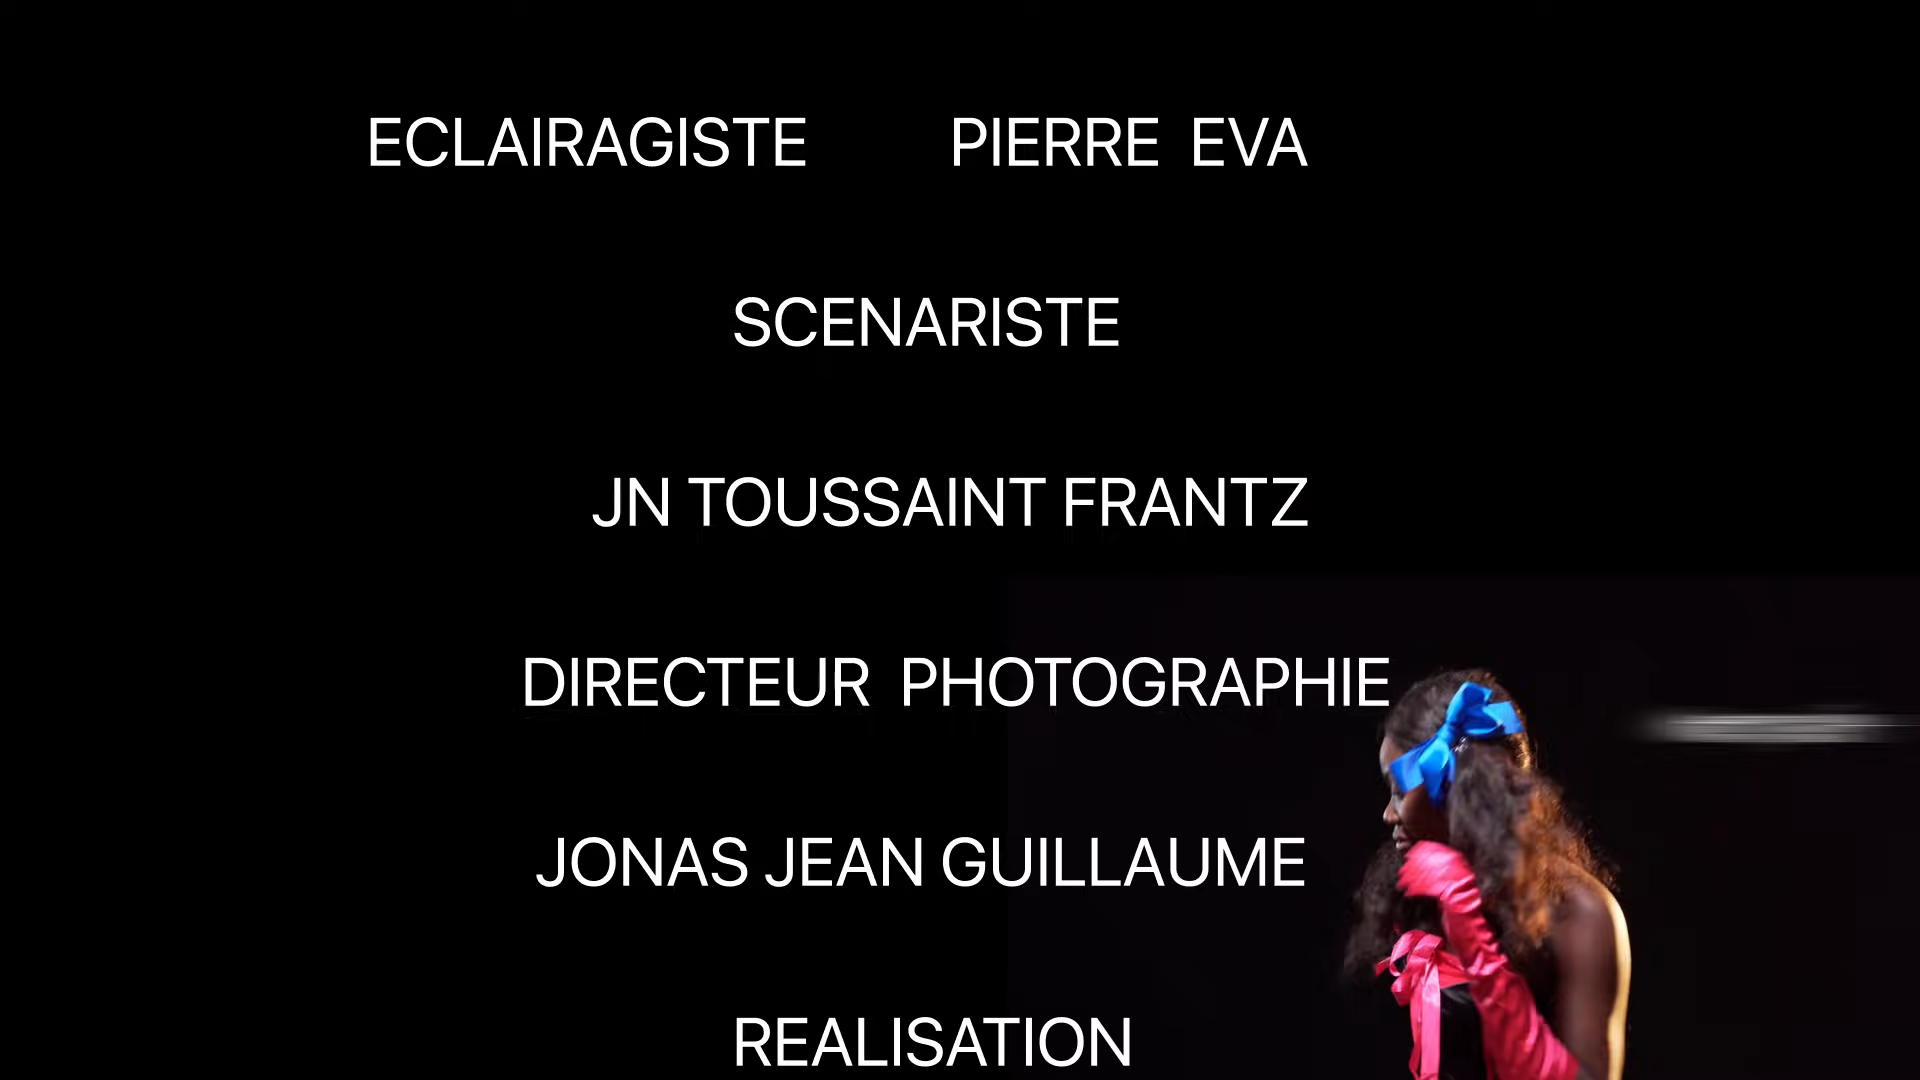 ECLAIRAGISTE PIERRE EVA
SCENARISTE
JN TOUSSAINT FRANTZ
DIRECTEUR PHOTOGRAPHIE
JONAS JEAN GUILLAUME
REALISATION